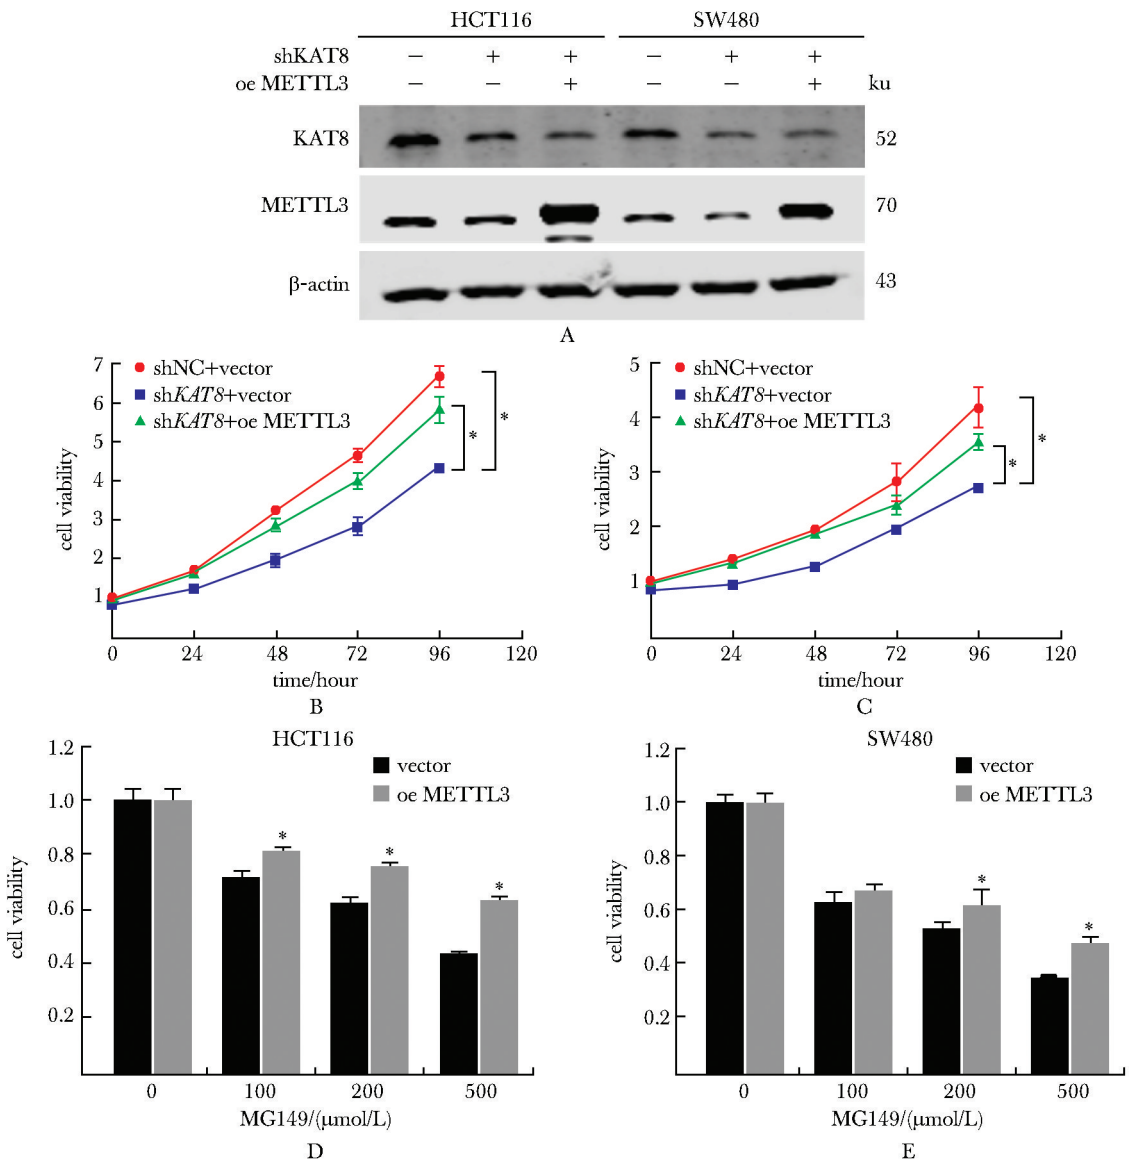 HCT116 SW480
shKAT8 − + + − + +
oe METTL3 − − + − − + ku
KAT8 52
METTL3 70
β-actin 43
A
7
6
5
4
3
2
1
cell viability
shNC+vector
shKAT8+vector
shKAT8+oe METTL3
*
*
0 24 48 72 96 120
time/hour
B
5
4
3
2
1
cell viability
shNC+vector
shKAT8+vector
shKAT8+oe METTL3
*
*
0 24 48 72 96 120
time/hour
C
HCT116
1.2
1.0
0.8
0.6
0.4
0.2
cell viability
vector
oe METTL3
*
*
*
0 100 200 500
MG149/(μmol/L)
D
SW480
1.2
1.0
0.8
0.6
0.4
0.2
cell viability
vector
oe METTL3
*
*
0 100 200 500
MG149/(μmol/L)
E